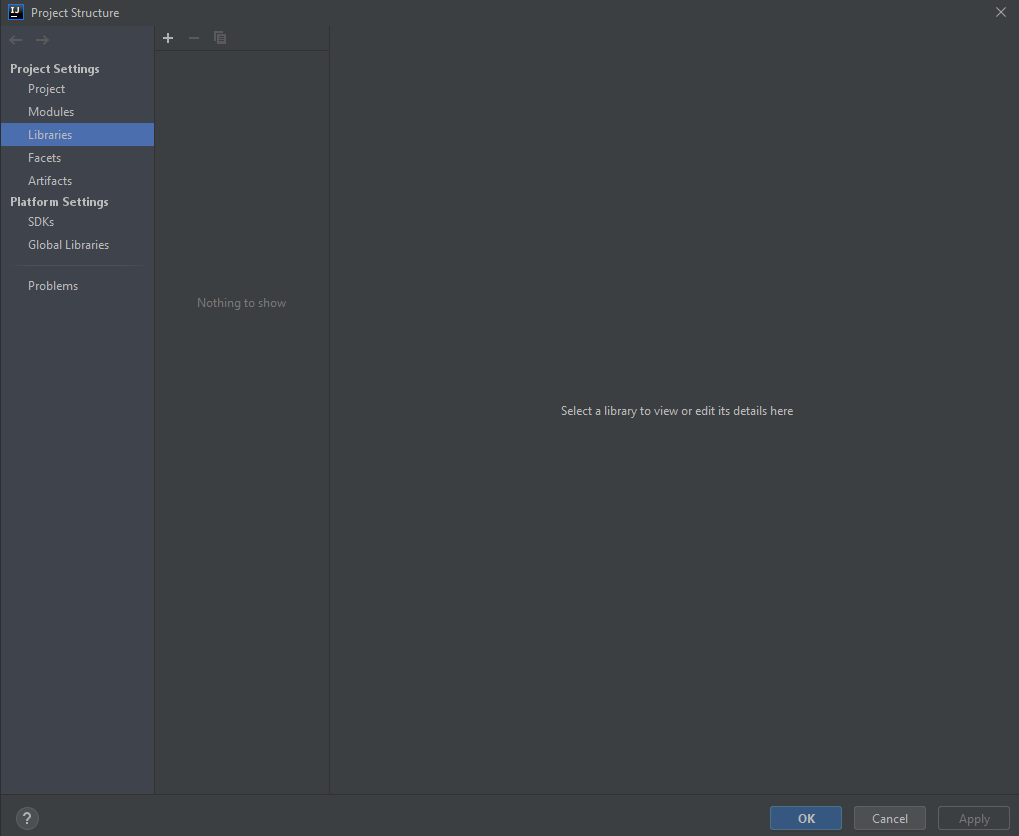 IJ
Project Structure
Project Settings
Project
Modules
Libraries
Facets
Artifacts
Platform Settings
SDKs
Global Libraries
Problems
Nothing to show
Select a library to view or edit its details here
?
OK
Cancel
Apply